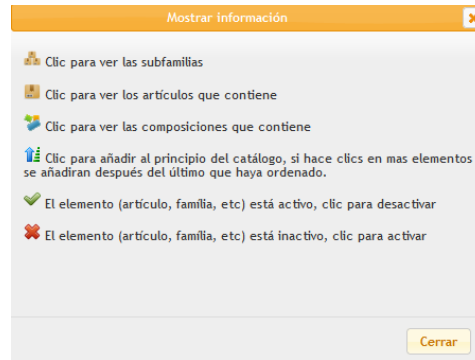 Mostrar información
Clic para ver las subfamilias
Clic para ver los artículos que contiene
Clic para ver las composiciones que contiene
Clic para añadir al principio del catálogo, si hace clics en mas elementos
se añadiran después del último que haya ordenado.
El elemento (artículo, família, etc) está activo, clic para desactivar
El elemento (artículo, família, etc) está inactivo, clic para activar
Cerrar